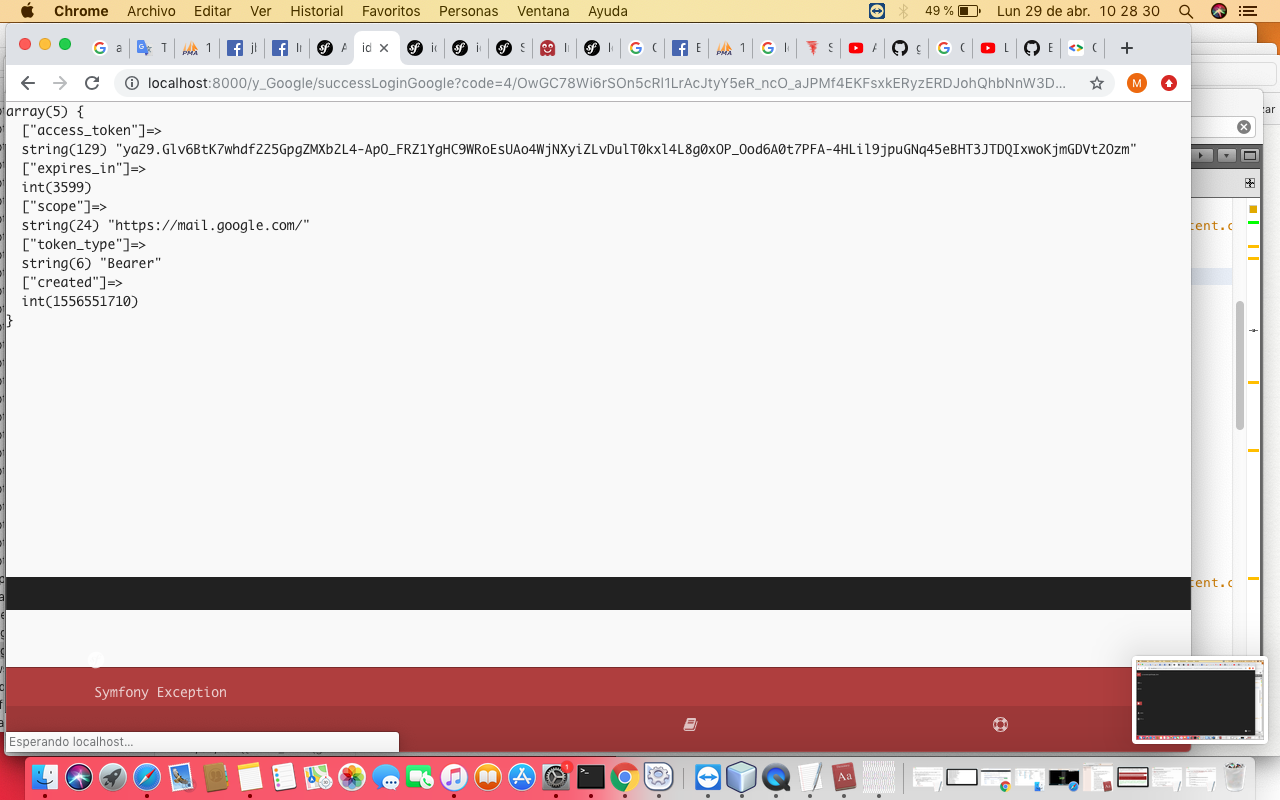 Chrome Archivo Editar Ver Historial Favoritos Personas Ventana Ayuda 49 % Lun 29 de abr. 10 28 30
localhost:8000/y_Google/successLoginGoogle?code=4/OwGC78Wi6rSOn5cRl1LrAcJtyY5eR_ncO_aJPMf4EKFsxkERyzERDJohQhbNnW3D...
M
array(5) {
["access_token"]=>
string(129) "ya29.Glv6BtK7whdf2Z5GpgZMXbZL4-ApO_FRZ1YgHC9WRoEsUAo4WjNXyiZLvDulT0kxl4L8g0xOP_Ood6A0t7PFA-4HLil9jpuGNq45eBHT3JTDQIxwoKjmGDVt2Ozm"
["expires_in"]=>
int(3599)
["scope"]=>
string(24) "https://mail.google.com/"
["token_type"]=>
string(6) "Bearer"
["created"]=>
int(1556551710)
}
Symfony Exception
Esperando localhost...